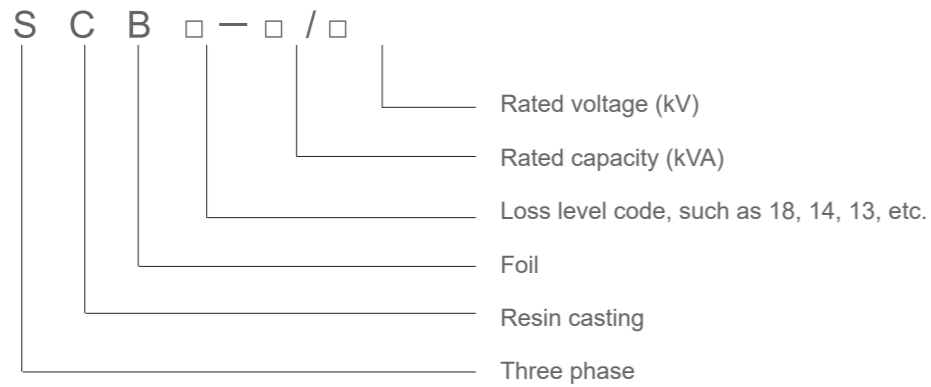 S C B □ — □ / □
Rated voltage (kV)
Rated capacity (kVA)
Loss level code, such as 18, 14, 13, etc.
Foil
Resin casting
Three phase